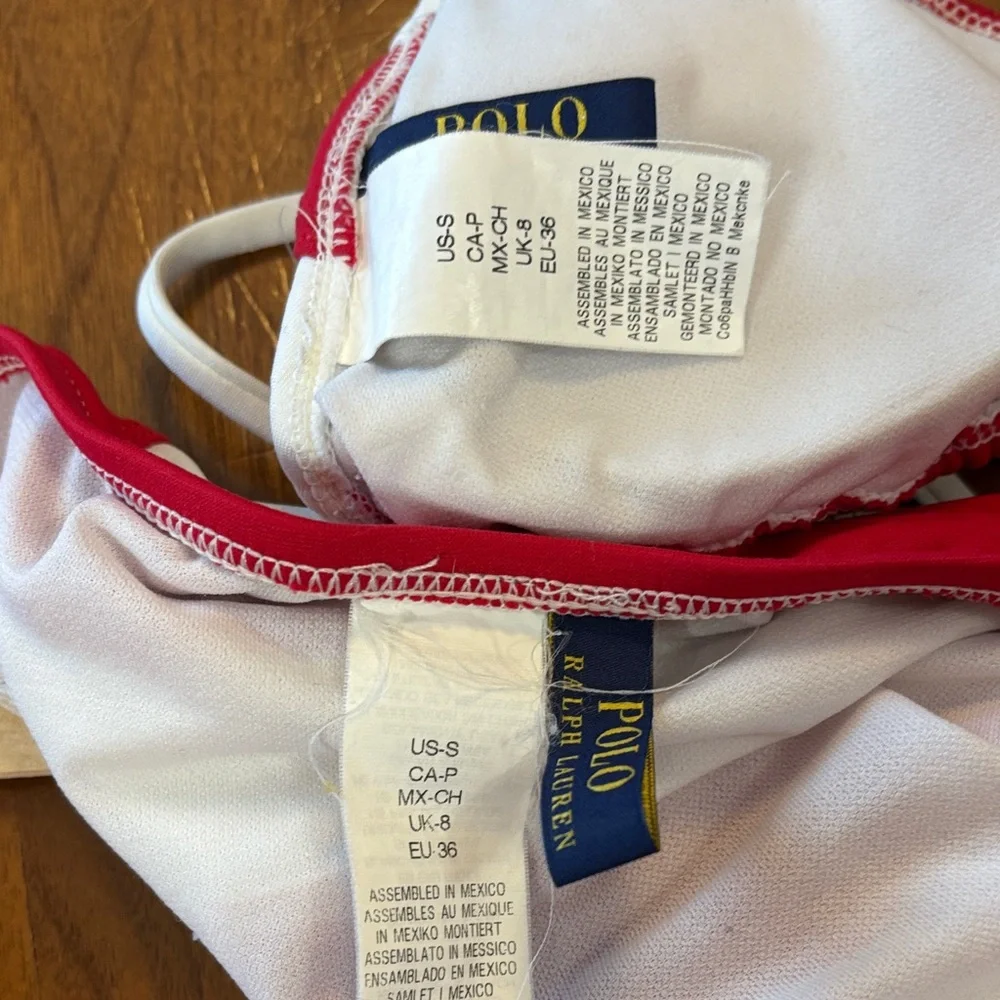 POLO
US-S
CA-P
MX-CH
UK-8
EU-36
ASSEMBLED IN MEXICO
ASSEMBLES AU MEXIQUE
IN MEXIKO MONTIERT
ASSEMBLATO IN MESSICO
ENSAMBLADO EN MEXICO
SAMLET I MEXICO
GEMONTEERD IN MEXICO
MONTADO NO MEXICO
СобраННЫN В Мекснке
POLO
RALPH LAUREN
US-S
CA-P
MX-CH
UK-8
EU-36
ASSEMBLED IN MEXICO
ASSEMBLES AU MEXIQUE
IN MEXIKO MONTIERT
ASSEMBLATO IN MESSICO
ENSAMBLADO EN MEXICO
SAMLET I MEXICO